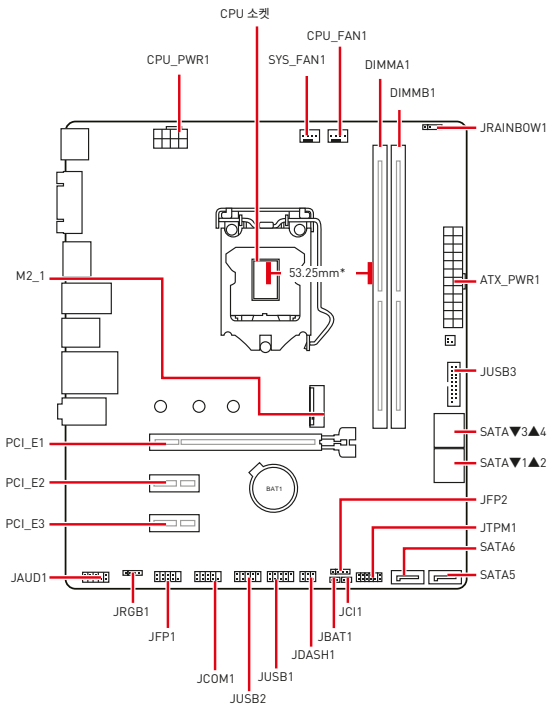 CPU 소켓
CPU_FAN1
CPU_PWR1
SYS_FAN1
DIMMA1
DIMMB1
JRAINBOW1
M2_1
53.25mm*
ATX_PWR1
JUSB3
PCI_E1
SATA▼3▲4
SATA▼1▲2
PCI_E2
BAT1
JFP2
PCI_E3
JTPM1
SATA6
JAUD1
SATA5
JRGB1
JCI1
JFP1
JBAT1
JDASH1
JCOM1
JUSB1
JUSB2